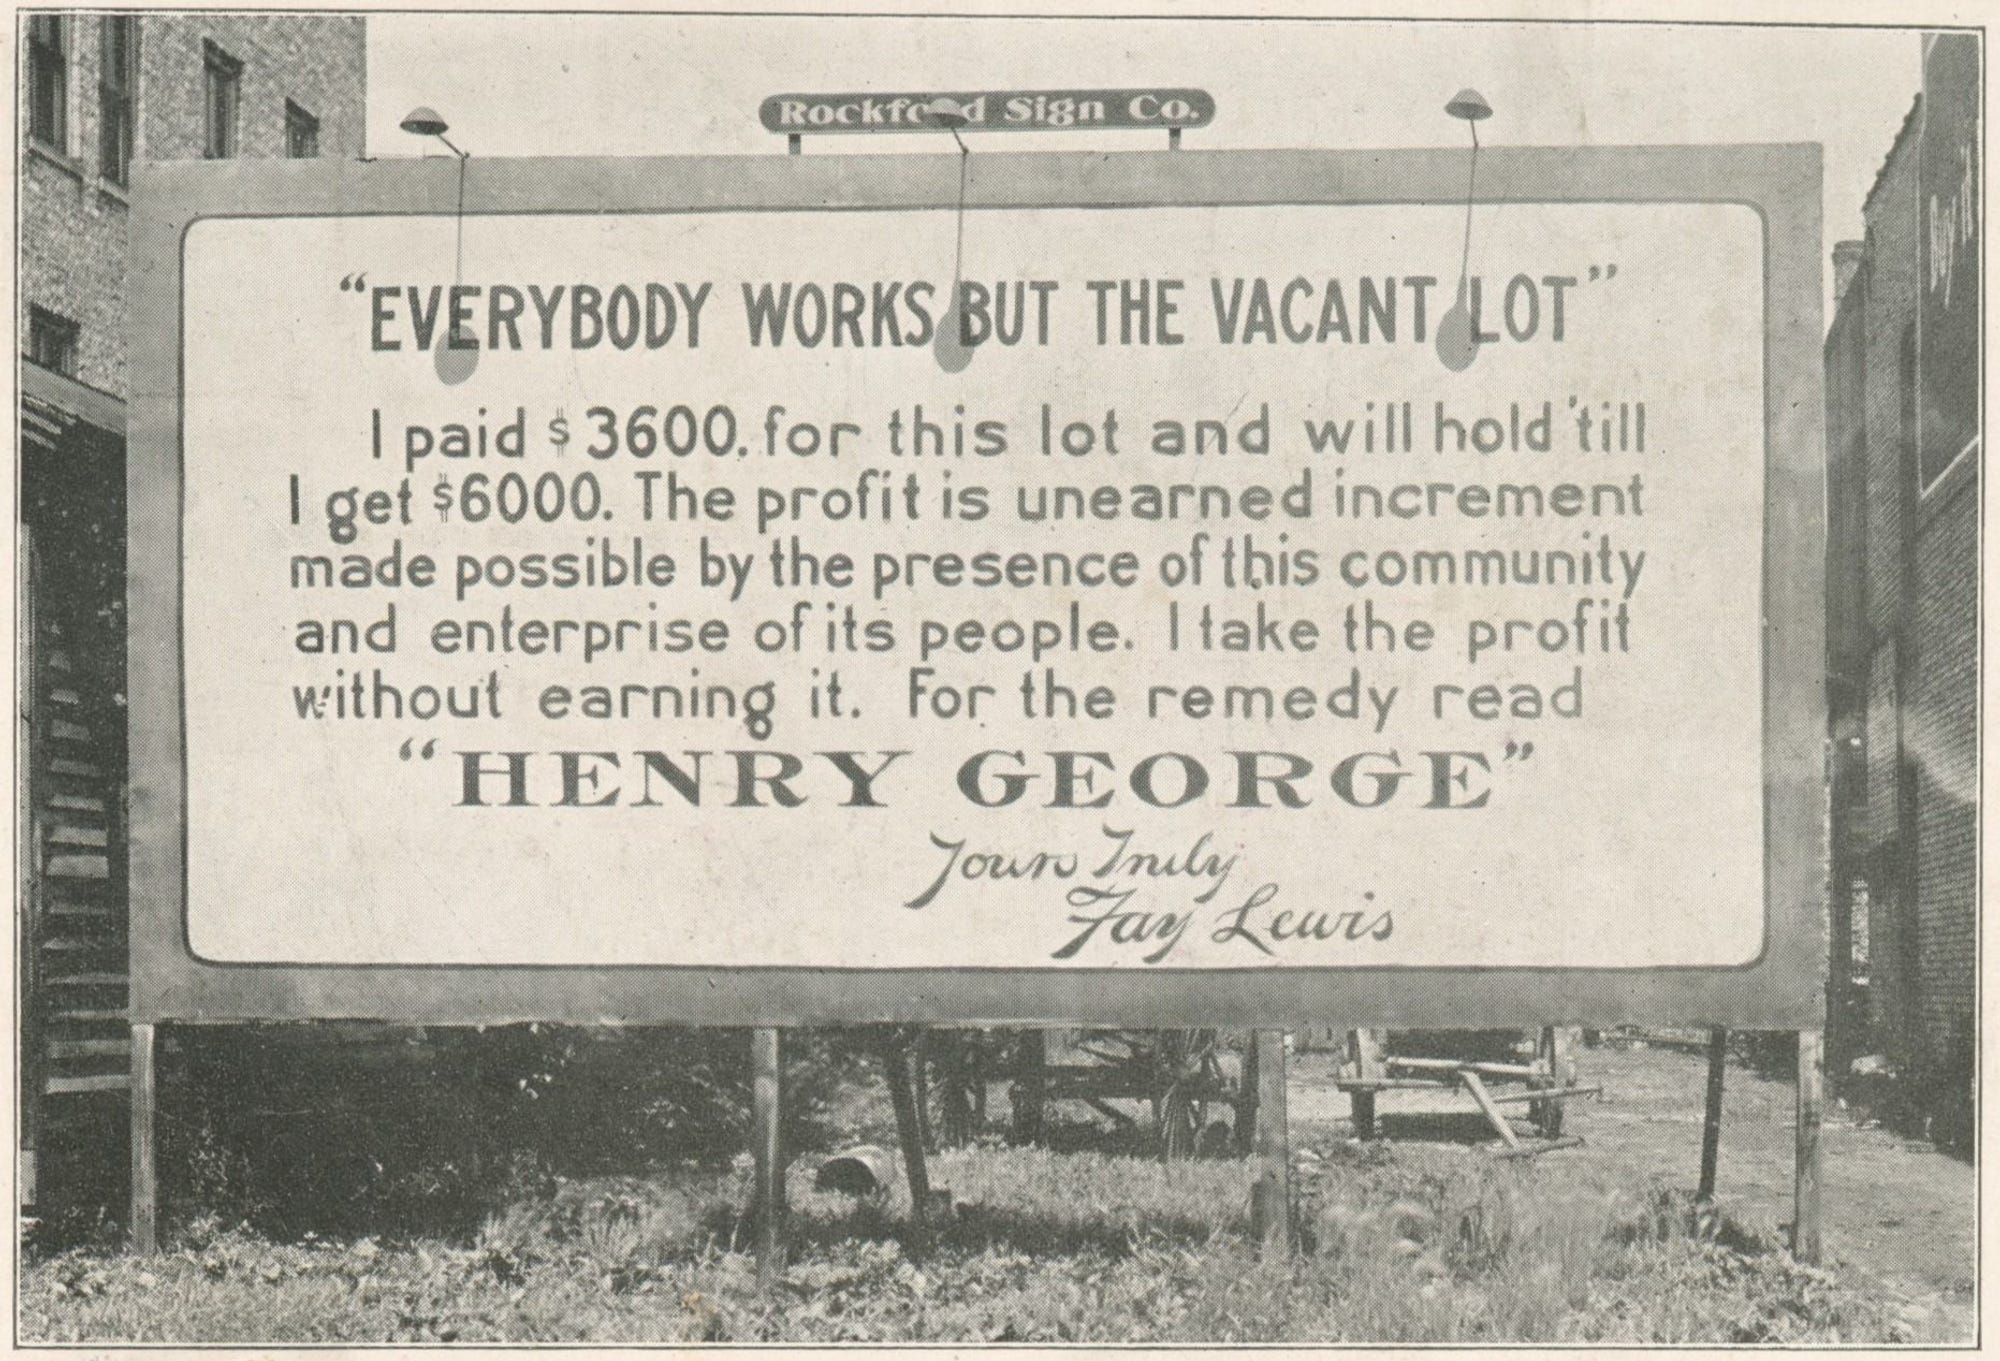 Rockford Sign Co.
“EVERYBODY WORKS BUT THE VACANT LOT”
I paid $3600. for this lot and will hold 'till
I get $6000. The profit is unearned increment
made possible by the presence of this community
and enterprise of its people. I take the profit
without earning it. For the remedy read
“HENRY GEORGE”
Yours Truly
Fay Lewis